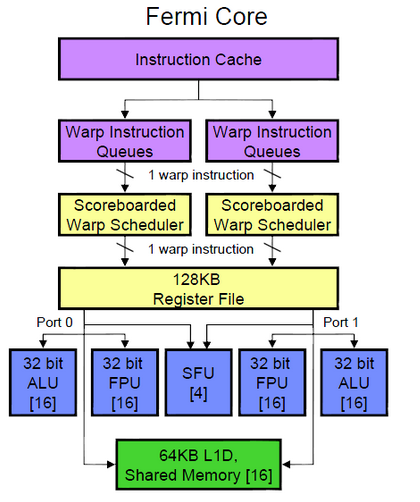 Fermi Core
Instruction Cache
Warp Instruction
Queues
Warp Instruction
Queues
1 warp instruction
Scoreboarded
Warp Scheduler
Scoreboarded
Warp Scheduler
1 warp instruction
128KB
Register File
Port 0
Port 1
32 bit
ALU
[16]
32 bit
FPU
[16]
SFU
[4]
32 bit
FPU
[16]
32 bit
ALU
[16]
64KB L1D,
Shared Memory [16]